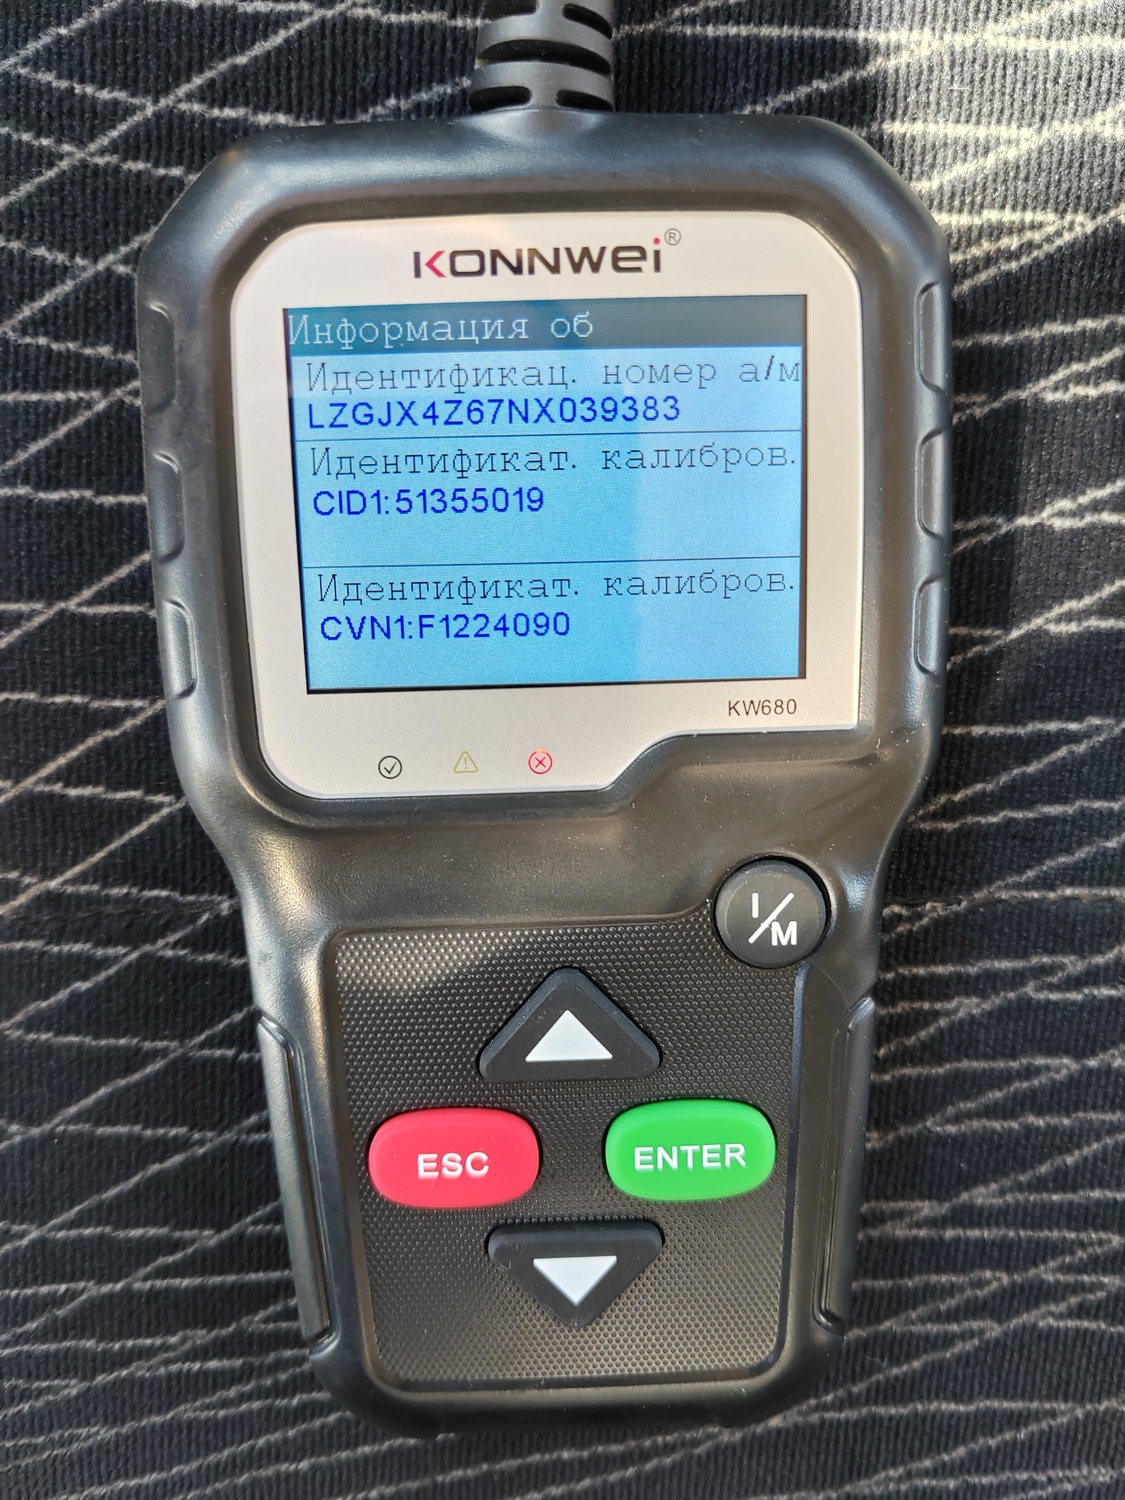 KONNWEI®
Информация об
Идентификац. номер а/м
LZGJX4Z67NX039383
Идентификат. калибров.
CID1:51355019
Идентификат. калибров.
CVN1:F1224090
KW680
I/M
ESC
ENTER